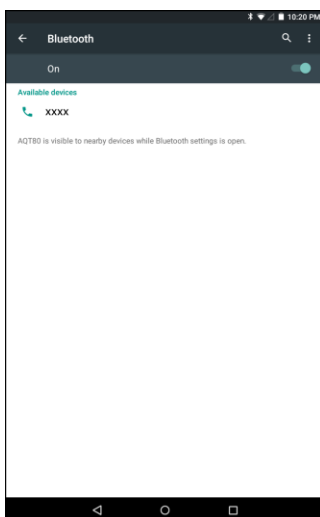 10:20 PM
Bluetooth
On
Available devices
XXXX
AQT80 is visible to nearby devices while Bluetooth settings is open.